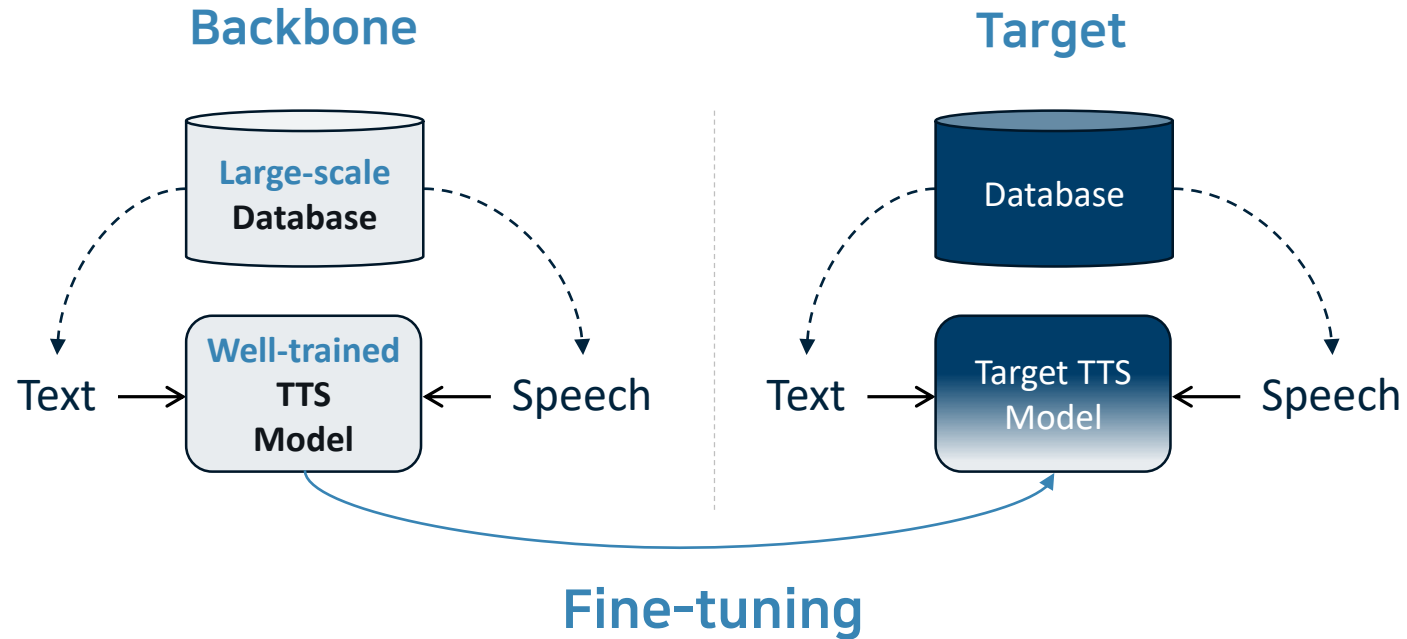 Backbone
Large-scale
Database
Text
Well-trained
TTS
Model
Speech
Target
Database
Text
Target TTS
Model
Speech
Fine-tuning